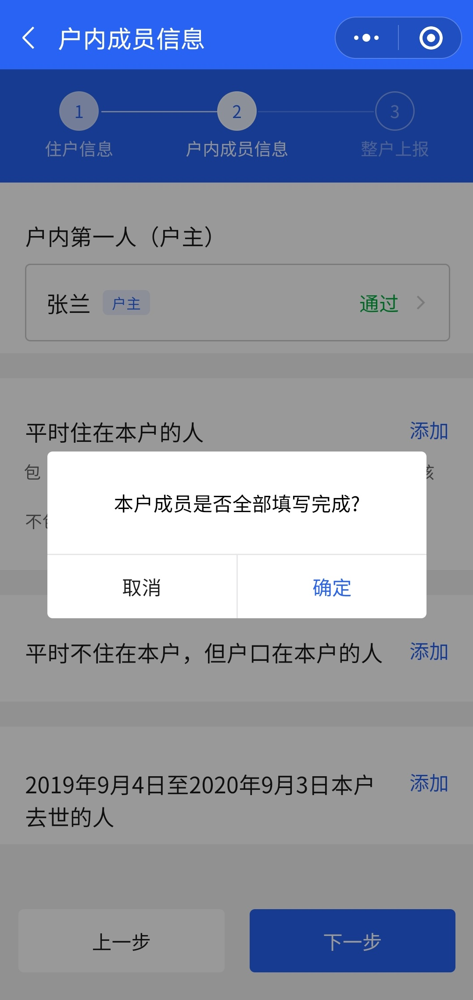 户内成员信息
1
2
3
住户信息
户内成员信息
整户上报
户内第一人（户主）
张兰 户主 通过
平时住在本户的人 添加
包
本户成员是否全部填写完成?
不
取消 确定
平时不住在本户，但户口在本户的人 添加
2019年9月4日至2020年9月3日本户 添加
去世的人
上一步 下一步